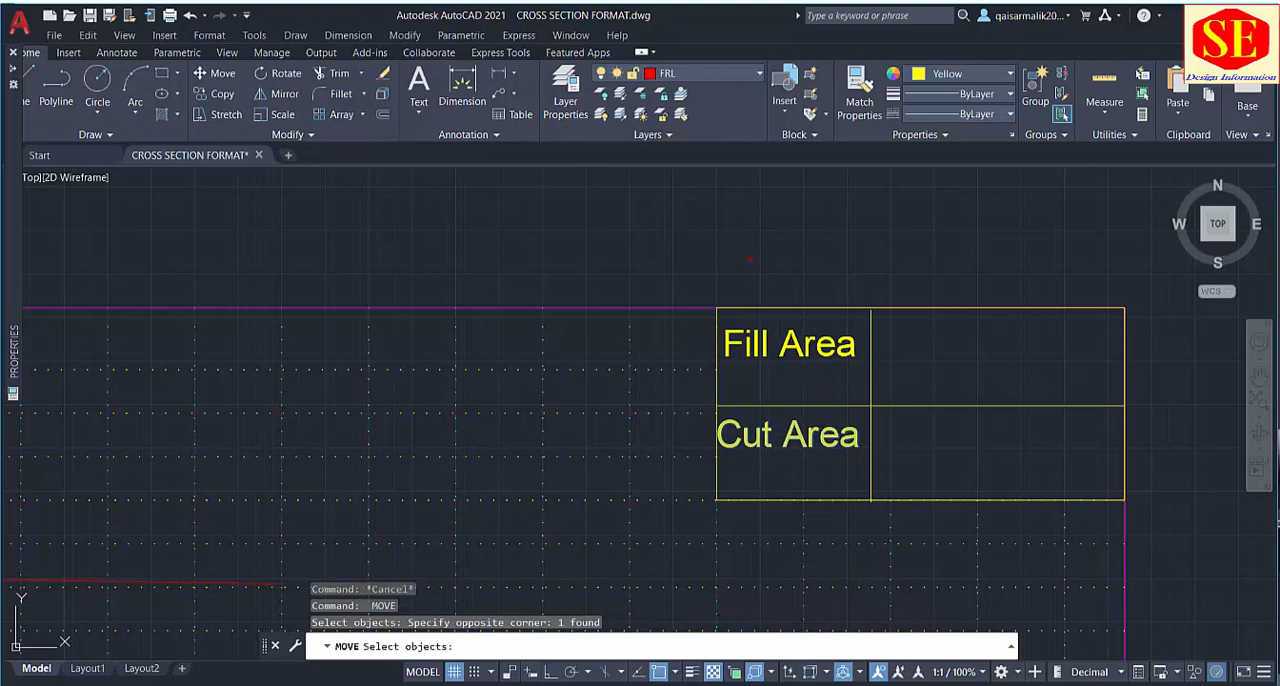 Autodesk AutoCAD 2021 CROSS SECTION FORMAT.dwg
Type a keyword or phrase
qaisarmalik20...
SE
Design Information
File Edit View Insert Format Tools Draw Dimension Modify Parametric Express Window Help
ome Insert Annotate Parametric View Manage Output Add-ins Collaborate Express Tools Featured Apps
Move Rotate Trim
Copy Mirror Fillet
Stretch Scale Array
Polyline Circle Arc
Text Dimension
Table
Layer
Properties
FRL
Insert
Match
Properties
Yellow
ByLayer
ByLayer
Group
Measure
Paste
Base
Draw Modify Annotation Layers Block Properties Groups Utilities Clipboard View
Start CROSS SECTION FORMAT*
Top][2D Wireframe]
N
W TOP E
S
WCS
PROPERTIES
Fill Area
Cut Area
Command: *Cancel*
Command: MOVE
Select objects: Specify opposite corner: 1 found
MOVE Select objects:
Y
X
Model Layout1 Layout2
MODEL 1:1 / 100% Decimal